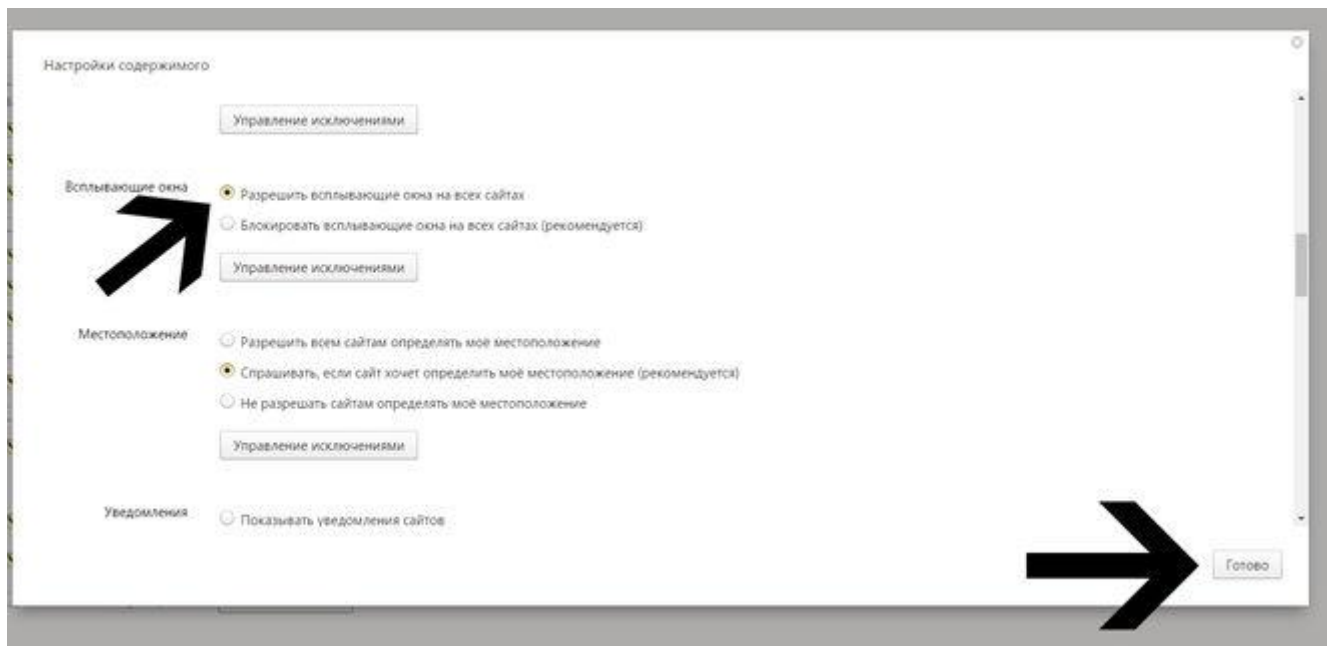 Настройки содержимого
Управление исключениями
Всплывающие окна
Разрешить всплывающие окна на всех сайтах
Блокировать всплывающие окна на всех сайтах (рекомендуется)
Управление исключениями
Местоположение
Разрешить всем сайтам определять моё местоположение
Спрашивать, если сайт хочет определить моё местоположение (рекомендуется)
Не разрешать сайтам определять моё местоположение
Управление исключениями
Уведомления
Показывать уведомления сайтов
Готово